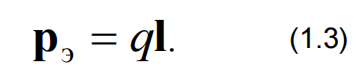 pэ = ql. (1.3)